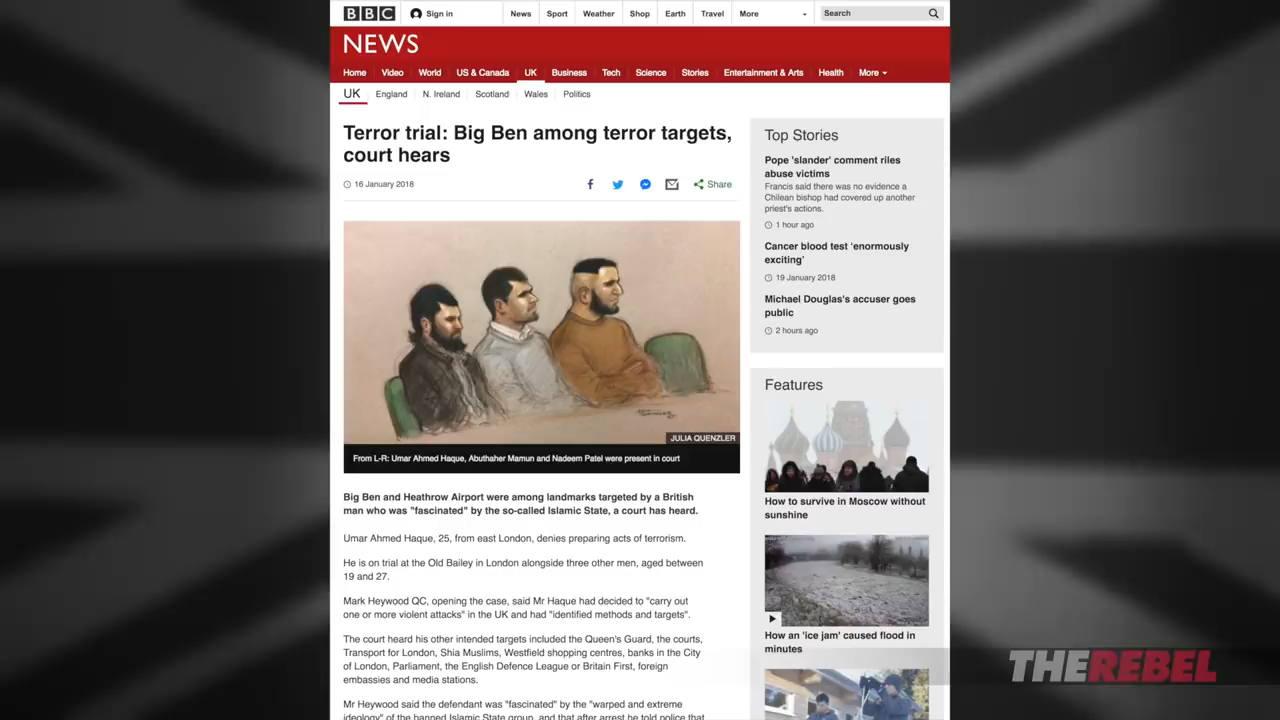 BBC
Sign in
News
Sport
Weather
Shop
Earth
Travel
More
Search
NEWS
Home
Video
World
US & Canada
UK
Business
Tech
Science
Stories
Entertainment & Arts
Health
More
UK
England
N. Ireland
Scotland
Wales
Politics
Terror trial: Big Ben among terror targets,
court hears
16 January 2018
Share
JULIA QUENZLER
From L-R: Umar Ahmed Haque, Abuthaher Mamun and Nadeem Patel were present in court
Big Ben and Heathrow Airport were among landmarks targeted by a British
man who was "fascinated" by the so-called Islamic State, a court has heard.
Umar Ahmed Haque, 25, from east London, denies preparing acts of terrorism.
He is on trial at the Old Bailey in London alongside three other men, aged between
19 and 27.
Mark Heywood QC, opening the case, said Mr Haque had decided to "carry out
one or more violent attacks" in the UK and had "identified methods and targets".
The court heard his other intended targets included the Queen's Guard, the courts,
Transport for London, Shia Muslims, Westfield shopping centres, banks in the City
of London, Parliament, the English Defence League or Britain First, foreign
embassies and media stations.
Mr Heywood said the defendant was "fascinated" by the "warped and extreme
ideology" of the banned Islamic State group, and that after arrest he told police that
Top Stories
Pope 'slander' comment riles
abuse victims
Francis said there was no evidence a
Chilean bishop had covered up another
priest's actions.
1 hour ago
Cancer blood test 'enormously
exciting'
19 January 2018
Michael Douglas's accuser goes
public
2 hours ago
Features
How to survive in Moscow without
sunshine
How an 'ice jam' caused flood in
minutes
THEREBEL